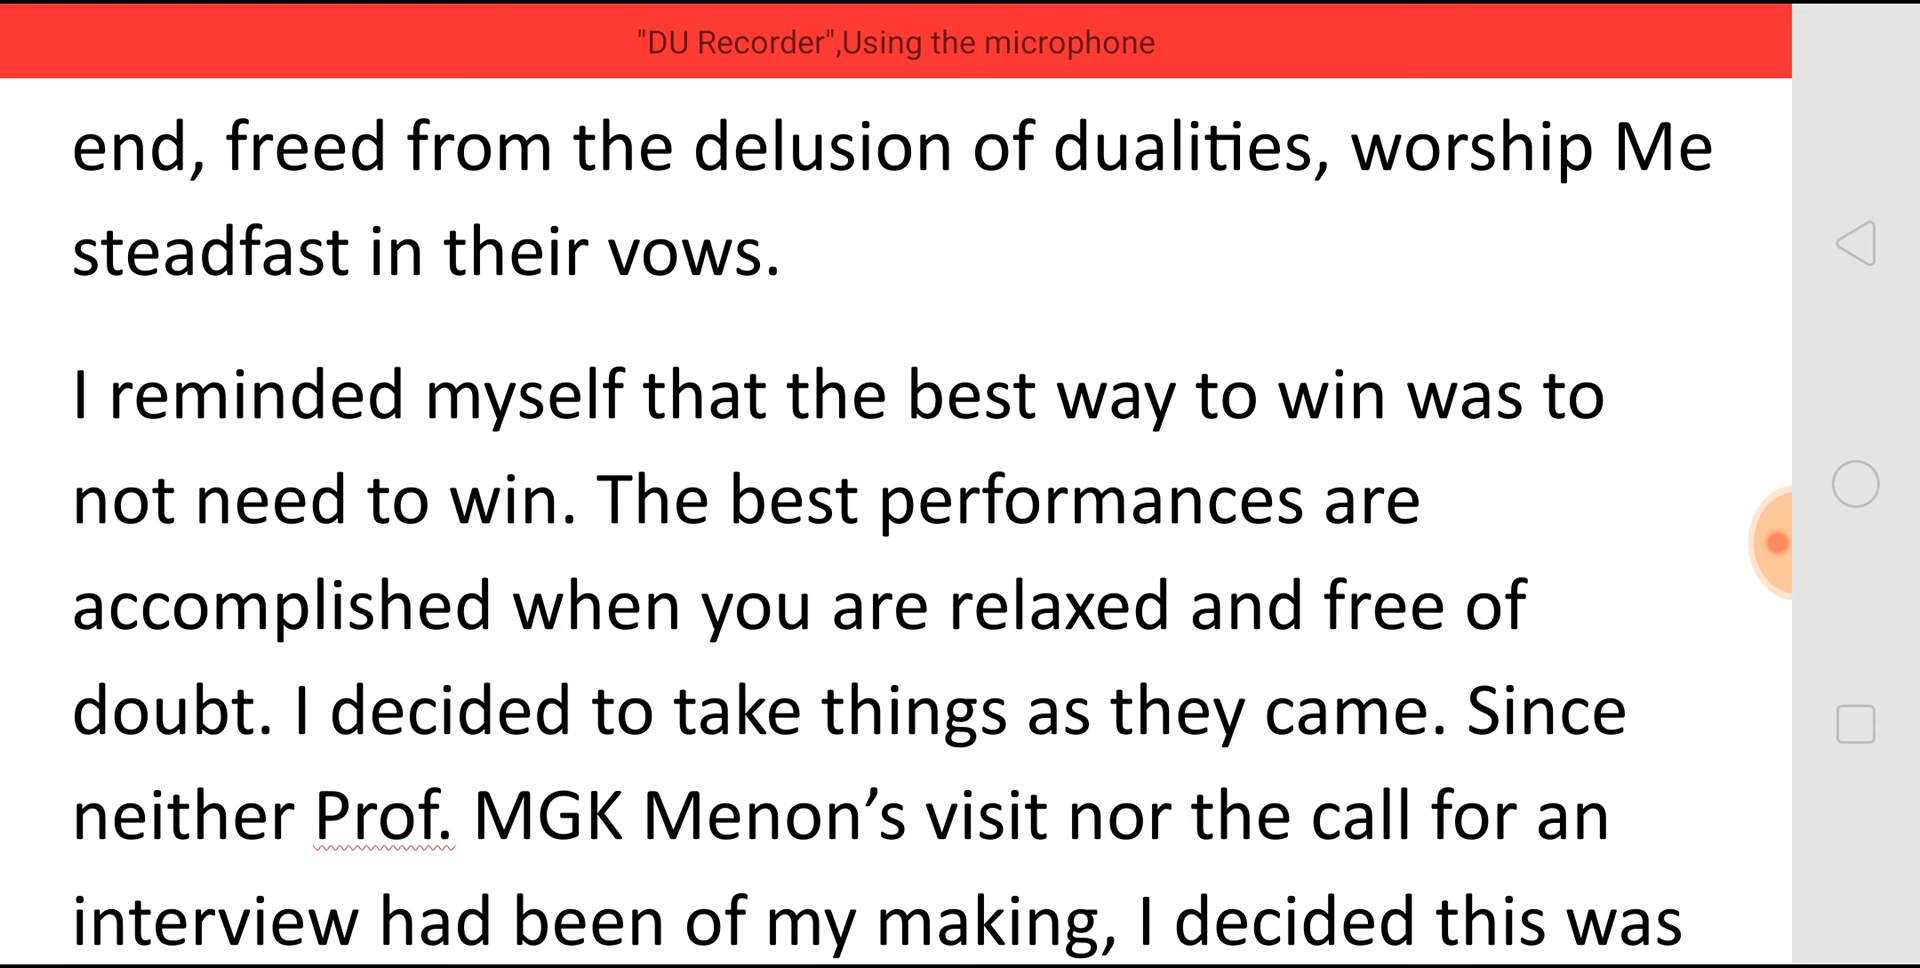 "DU Recorder",Using the microphone
end, freed from the delusion of dualities, worship Me
steadfast in their vows.
I reminded myself that the best way to win was to
not need to win. The best performances are
accomplished when you are relaxed and free of
doubt. I decided to take things as they came. Since
neither Prof. MGK Menon’s visit nor the call for an
interview had been of my making, I decided this was